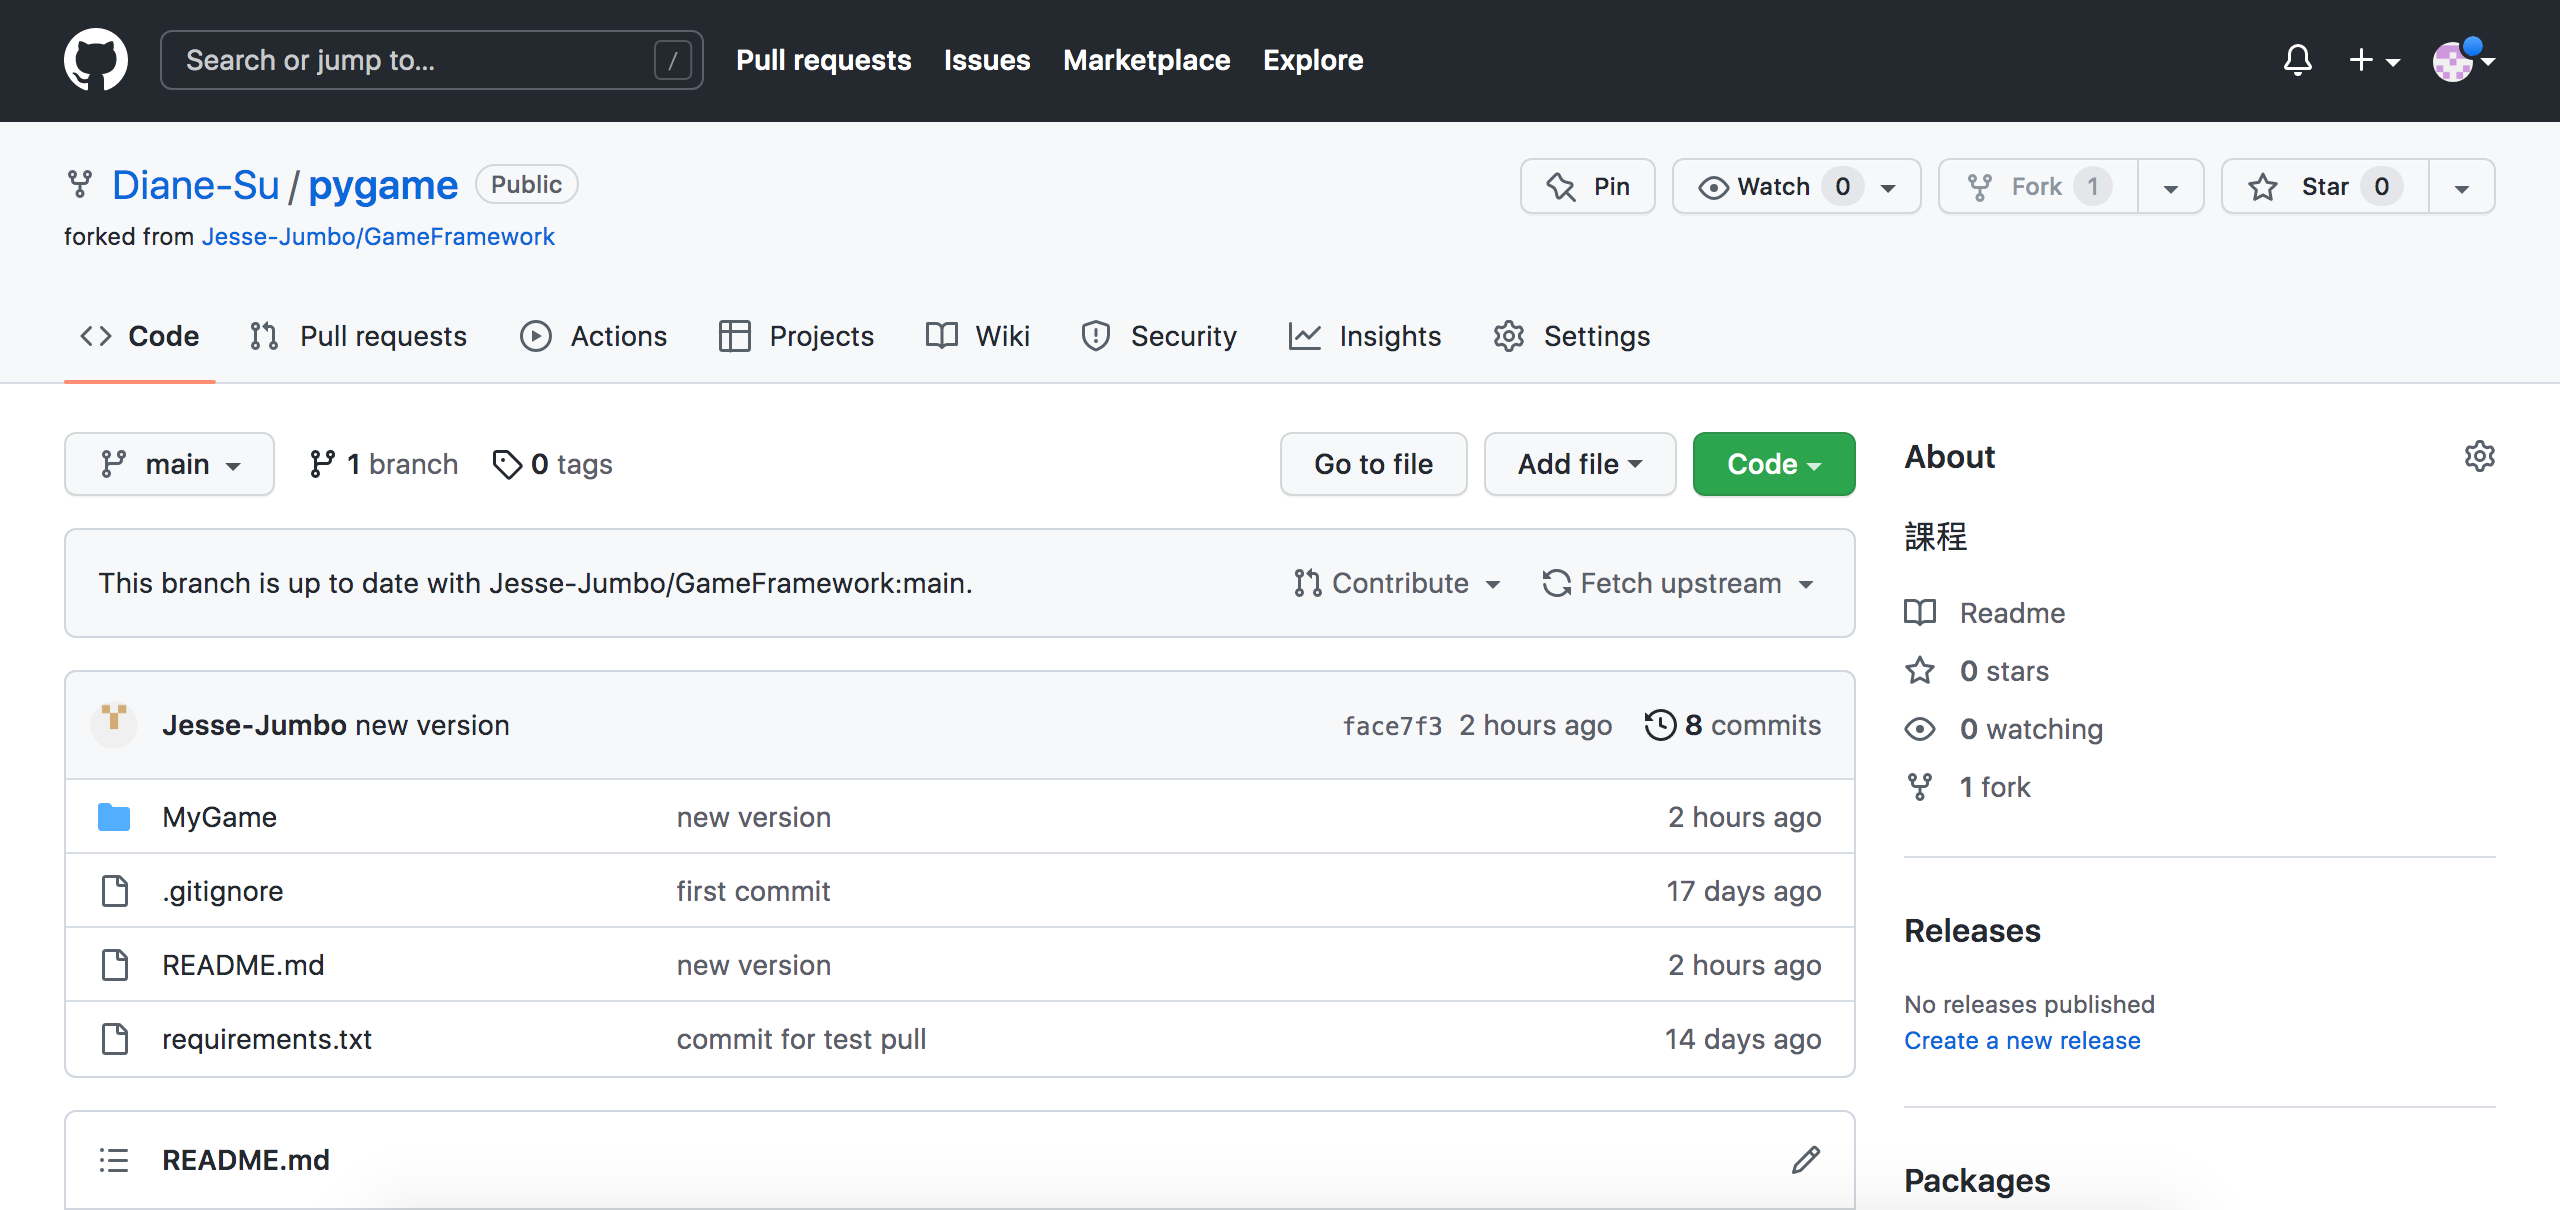 Search or jump to... /
Pull requests Issues Marketplace Explore
Diane-Su / pygame Public
Pin Watch 0 Fork 1 Star 0
forked from Jesse-Jumbo/GameFramework
Code Pull requests Actions Projects Wiki Security Insights Settings
main 1 branch 0 tags
Go to file Add file Code
This branch is up to date with Jesse-Jumbo/GameFramework:main.
Contribute Fetch upstream
Jesse-Jumbo new version face7f3 2 hours ago 8 commits
MyGame new version 2 hours ago
.gitignore first commit 17 days ago
README.md new version 2 hours ago
requirements.txt commit for test pull 14 days ago
README.md
About
課程
Readme
0 stars
0 watching
1 fork
Releases
No releases published
Create a new release
Packages